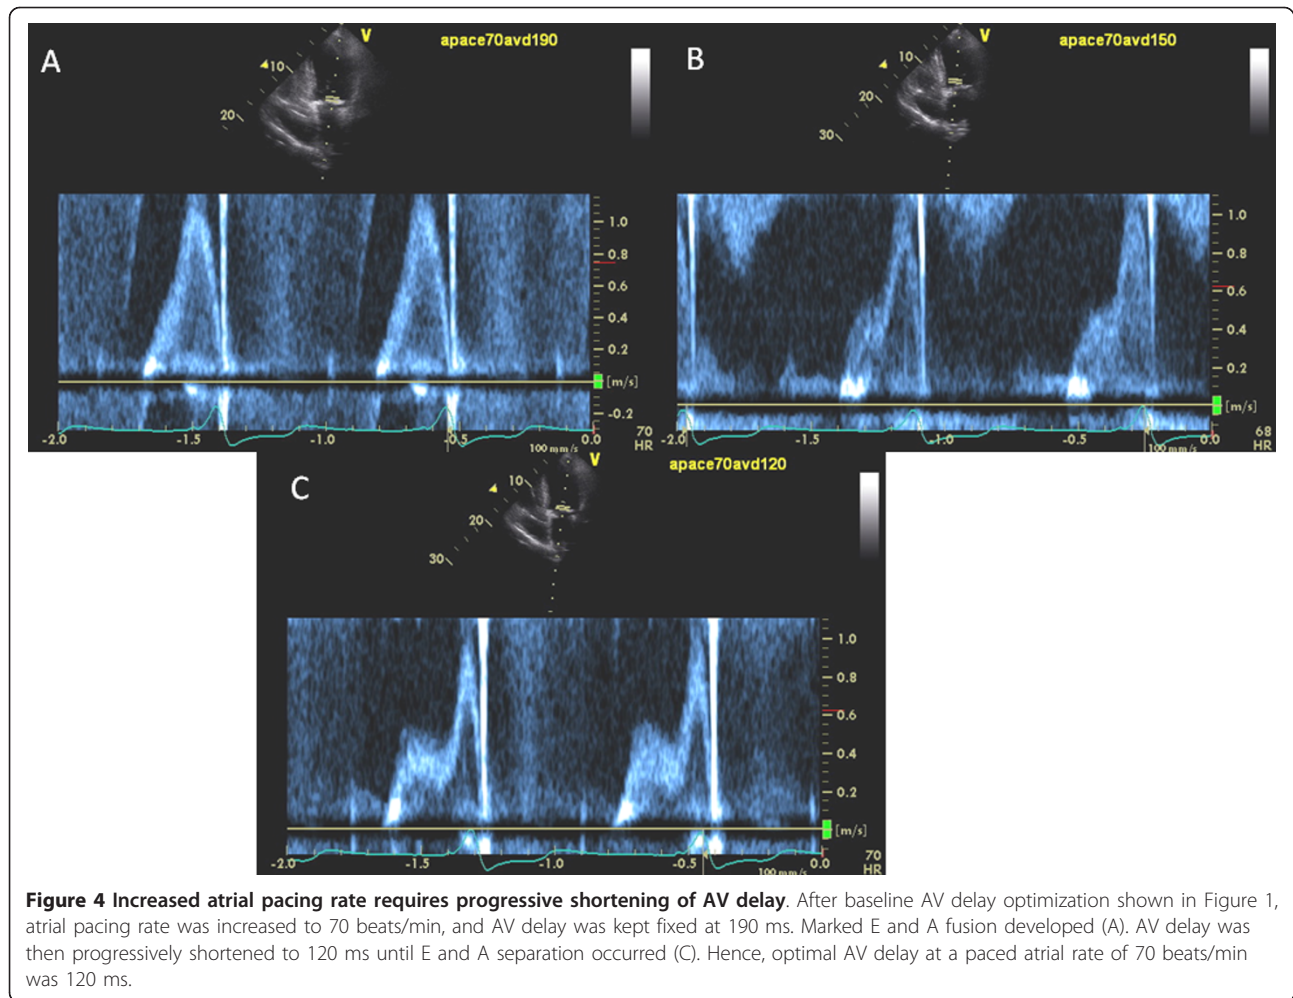 A
V
apace70avd190
10
20
1.0
0.8
0.6
0.4
0.2
[m/s]
-0.2
-2.0
-1.5
-1.0
-0.5
0.0
100 mm/s
70
HR
B
V
apace70avd150
10
20
30
1.0
0.8
0.6
0.4
0.2
[m/s]
-2.0
-1.5
-1.0
-0.5
0.0
100 mm/s
68
HR
C
V
apace70avd120
10
20
30
1.0
0.8
0.6
0.4
0.2
[m/s]
-2.0
-1.5
-1.0
-0.5
0.0
100 mm/s
70
HR
Figure 4 Increased atrial pacing rate requires progressive shortening of AV delay. After baseline AV delay optimization shown in Figure 1,
atrial pacing rate was increased to 70 beats/min, and AV delay was kept fixed at 190 ms. Marked E and A fusion developed (A). AV delay was
then progressively shortened to 120 ms until E and A separation occurred (C). Hence, optimal AV delay at a paced atrial rate of 70 beats/min
was 120 ms.